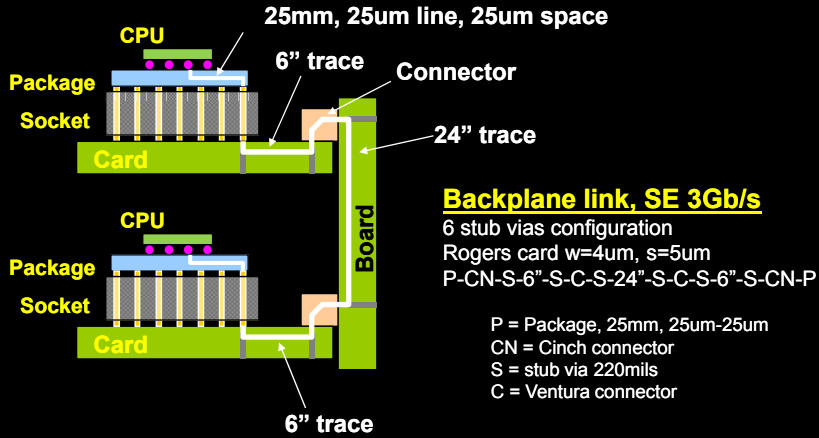 25mm, 25um line, 25um space
CPU
6” trace
Connector
Package
Socket
24” trace
Card
Backplane link, SE 3Gb/s
6 stub vias configuration
Rogers card w=4um, s=5um
P-CN-S-6”-S-C-S-24”-S-C-S-6”-S-CN-P
CPU
Board
Package
Socket
P = Package, 25mm, 25um-25um
CN = Cinch connector
S = stub via 220mils
C = Ventura connector
Card
6” trace